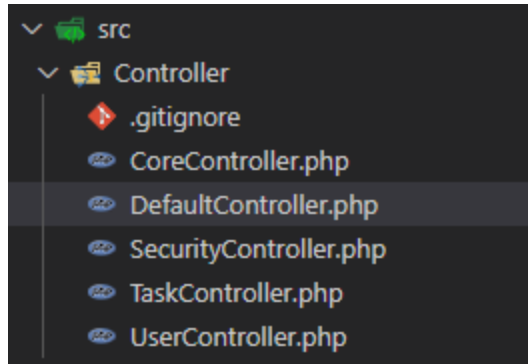 src
Controller
.gitignore
CoreController.php
DefaultController.php
SecurityController.php
TaskController.php
UserController.php